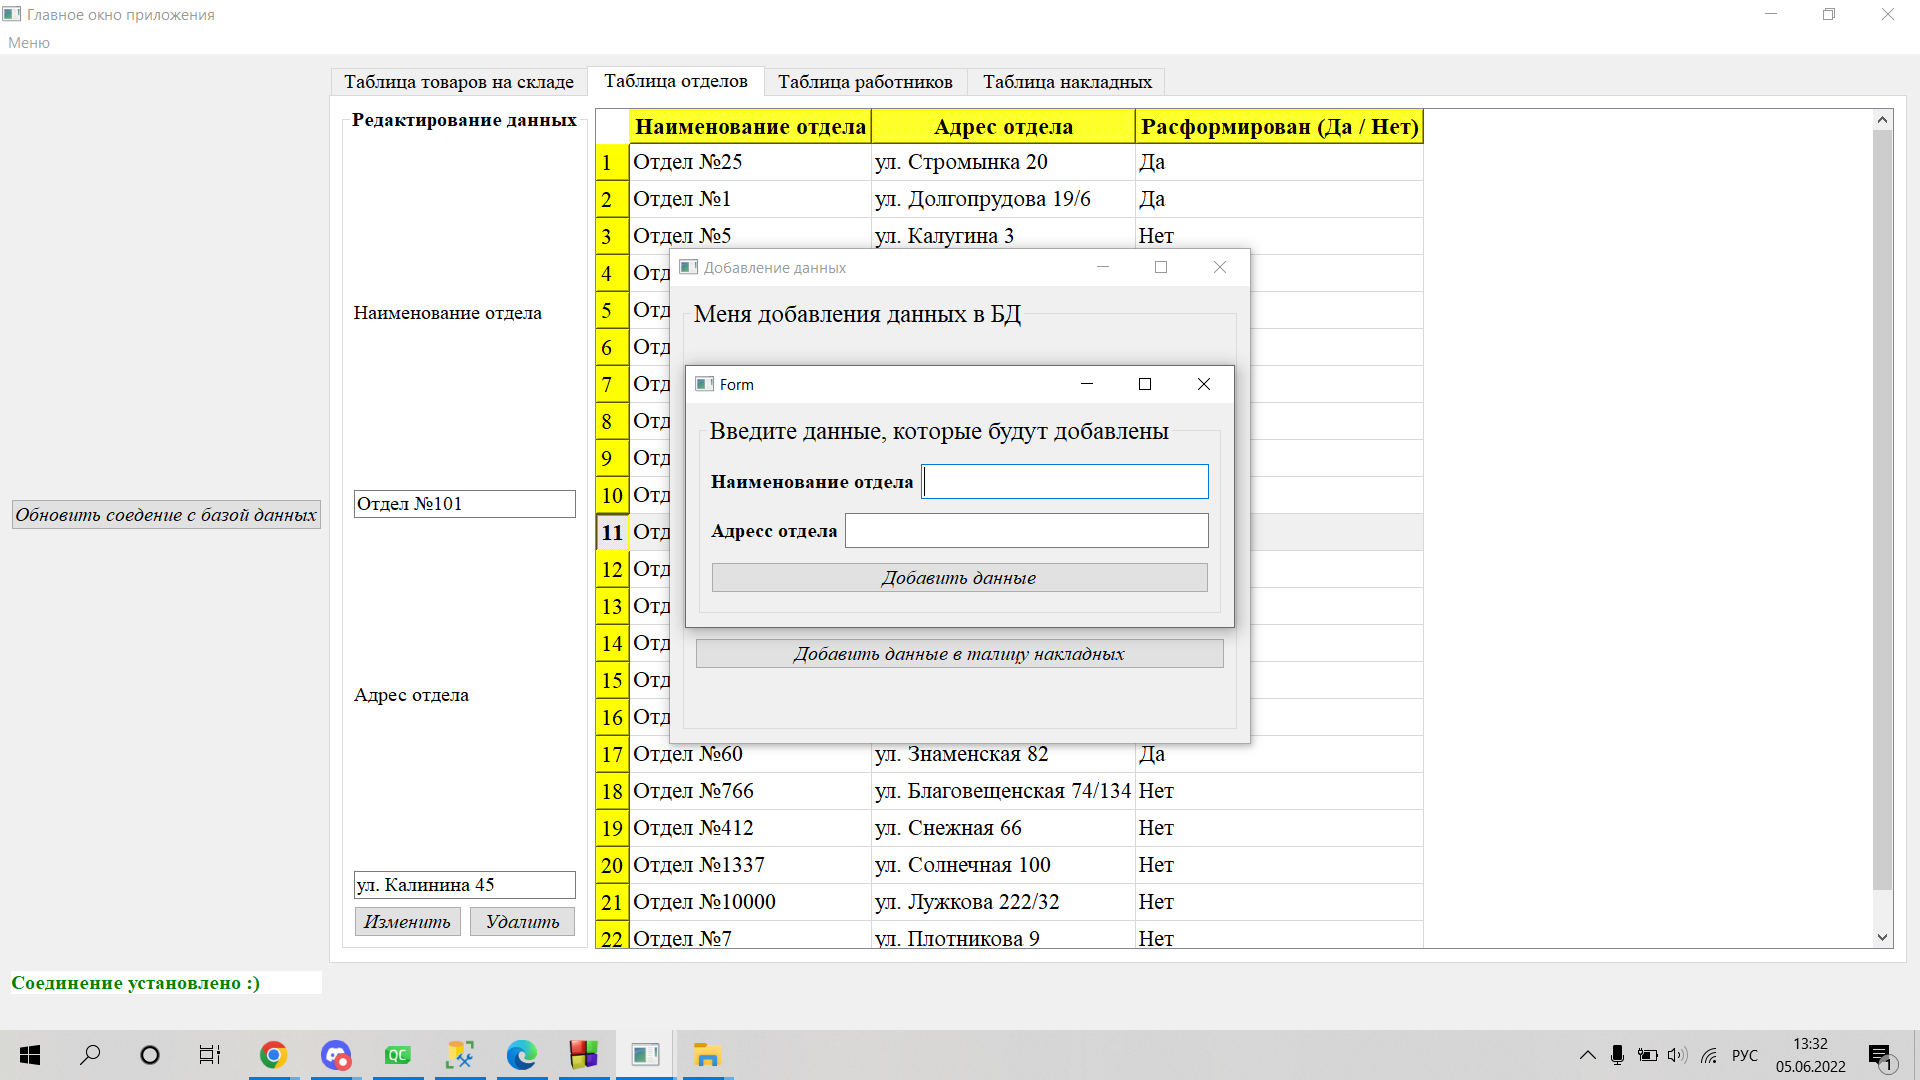 Главное окно приложения
Меню
Таблица товаров на складе
Таблица отделов
Таблица работников
Таблица накладных
Обновить соедение с базой данных
Соединение установлено :)
Редактирование данных
Наименование отдела
Отдел №101
Адрес отдела
ул. Калинина 45
Изменить Удалить
Наименование отдела Адрес отдела Расформирован (Да / Нет)
1 Отдел №25 ул. Стромынка 20 Да
2 Отдел №1 ул. Долгопрудова 19/6 Да
3 Отдел №5 ул. Калугина 3 Нет
4 Отд
5 Отд
6 Отд
7 Отд
8 Отд
9 Отд
10 Отд
11 Отд
12 Отд
13 Отд
14 Отд
15 Отд
16 Отд
17 Отдел №60 ул. Знаменская 82 Да
18 Отдел №766 ул. Благовещенская 74/134 Нет
19 Отдел №412 ул. Снежная 66 Нет
20 Отдел №1337 ул. Солнечная 100 Нет
21 Отдел №10000 ул. Лужкова 222/32 Нет
22 Отдел №7 ул. Плотникова 9 Нет
Добавление данных
Меня добавления данных в БД
Form
Введите данные, которые будут добавлены
Наименование отдела
Адресс отдела
Добавить данные
Добавить данные в талицу накладных
QC
РУС
13:32
05.06.2022
1